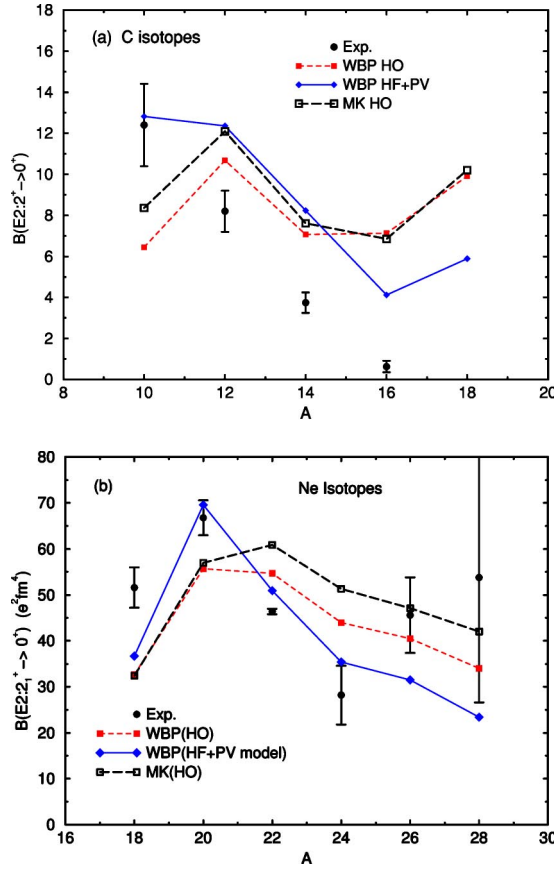 18
16
14
12
10
8
6
4
2
0
B(E2:2⁺->0⁺)
(a) C isotopes
Exp.
WBP HO
WBP HF+PV
MK HO
8 10 12 14 16 18 20
A
80
70
60
50
40
30
20
10
0
B(E2:2₁⁺-> 0⁺) (e²fm⁴)
(b) Ne Isotopes
Exp.
WBP(HO)
WBP(HF+PV model)
MK(HO)
16 18 20 22 24 26 28 30
A